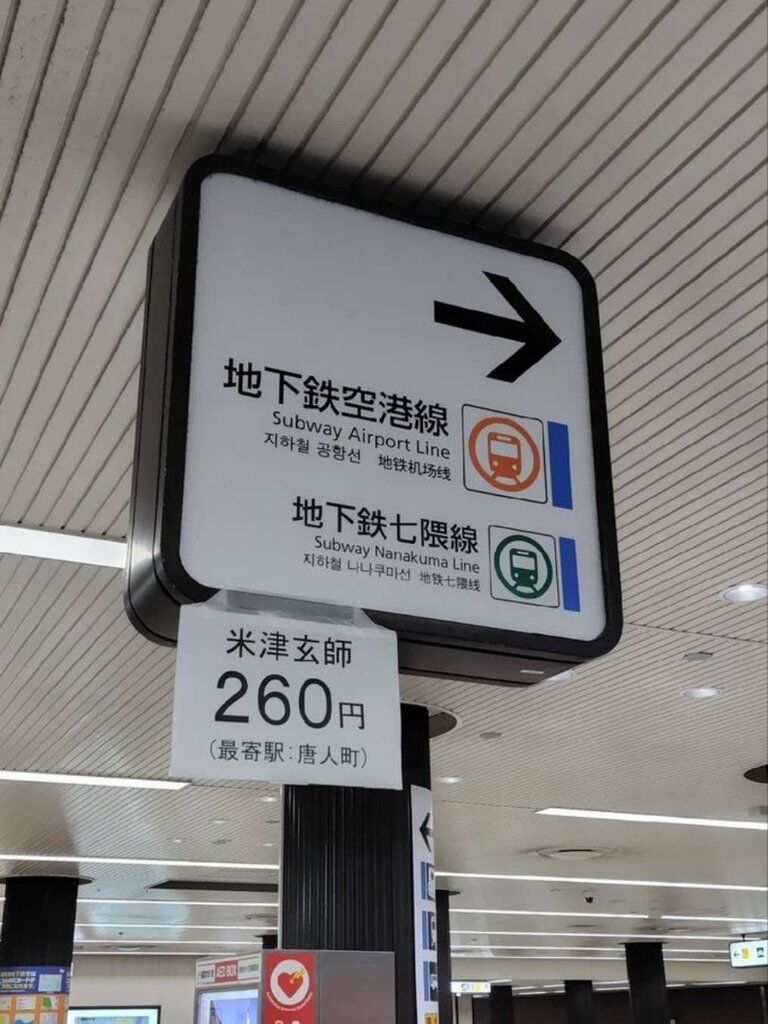 地下鉄空港線
Subway Airport Line
지하철 공항선 地铁机场线
地下鉄七隈線
Subway Nanakuma Line
지하철 나나쿠마선 地铁七隈线
米津玄師
260円
(最寄駅:唐人町)
AED BOX